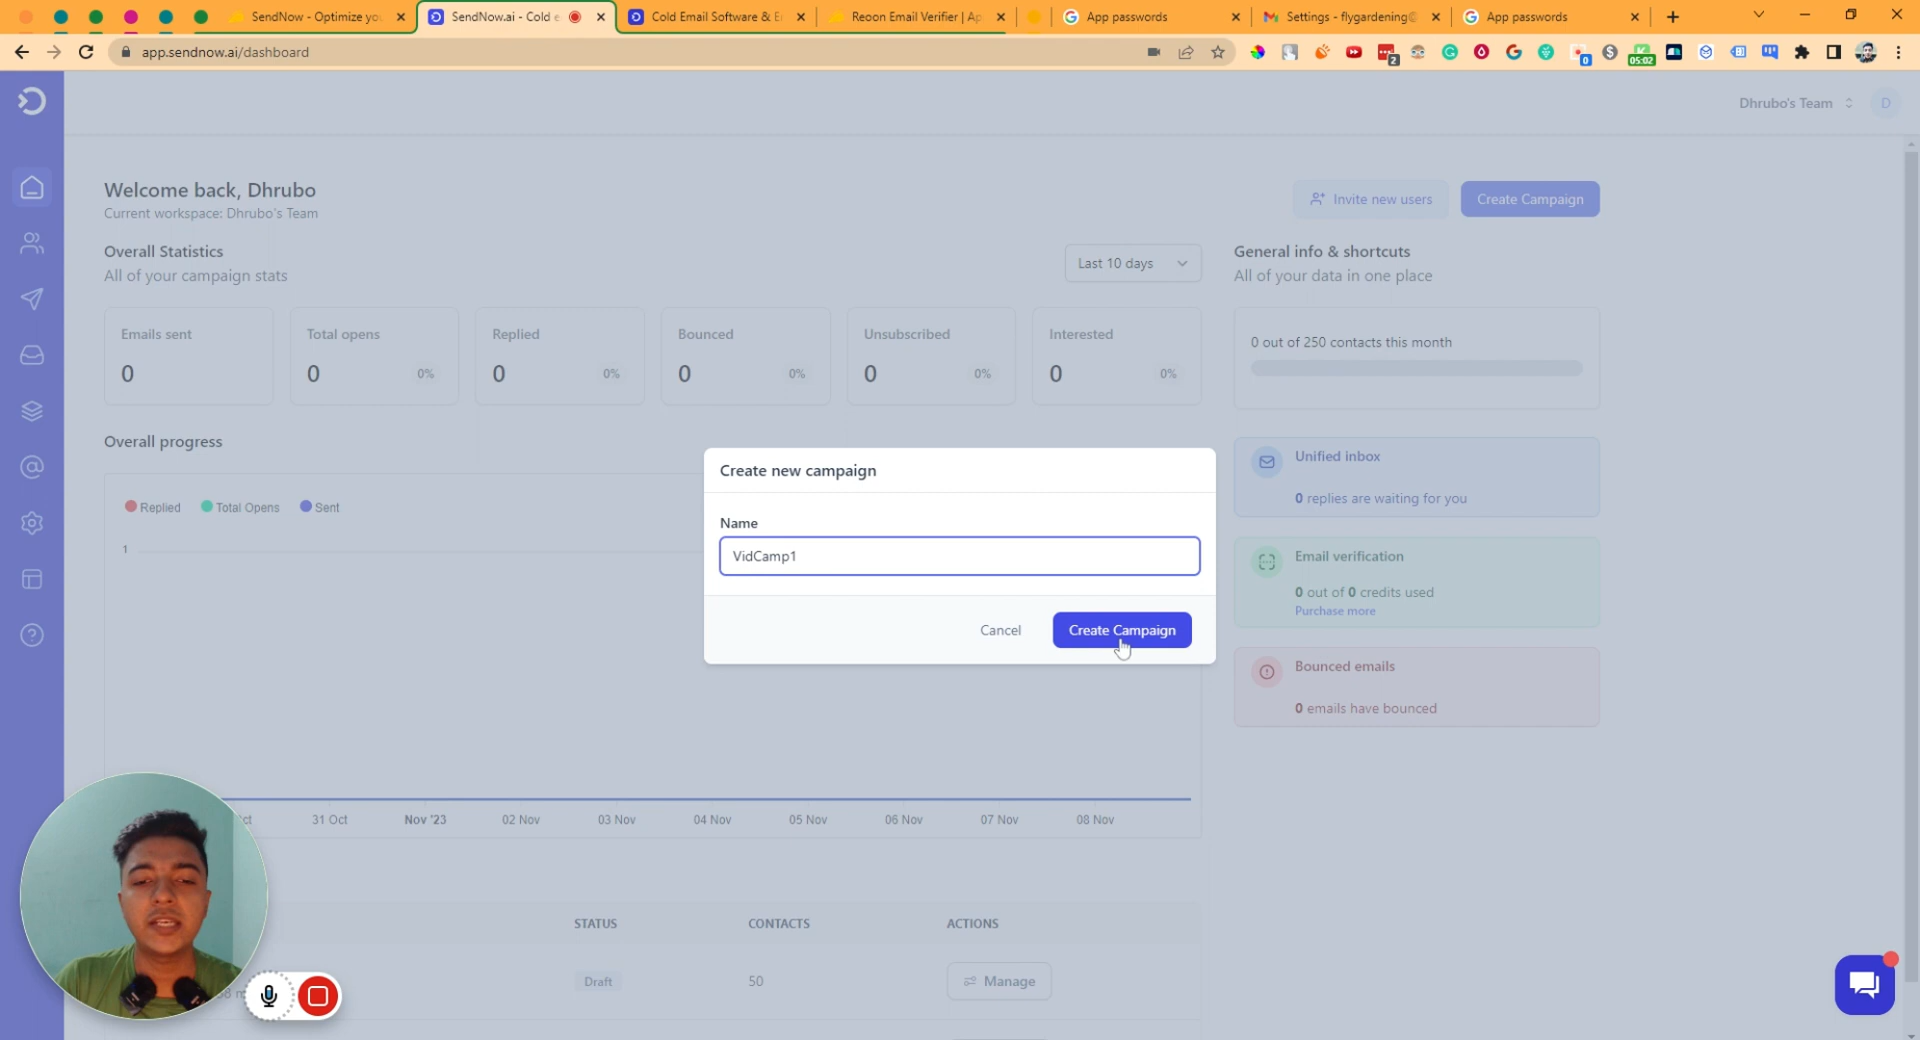 SendNow - Optimize yo
SendNow.ai - Cold e
Cold Email Software & E
Reoon Email Verifier | Ap
App passwords
Settings - flygardening@
App passwords
app.sendnow.ai/dashboard
2
0
05:02
Dhrubo's Team
D
Welcome back, Dhrubo
Current workspace: Dhrubo's Team
Invite new users
Create Campaign
Overall Statistics
All of your campaign stats
Last 10 days
General info & shortcuts
All of your data in one place
Emails sent
0
Total opens
0
0%
Replied
0
0%
Bounced
0
0%
Unsubscribed
0
0%
Interested
0
0%
0 out of 250 contacts this month
Overall progress
Replied
Total Opens
Sent
1
Create new campaign
Name
VidCamp1
Cancel
Create Campaign
Unified inbox
0 replies are waiting for you
Email verification
0 out of 0 credits used
Purchase more
Bounced emails
0 emails have bounced
31 Oct
Nov '23
02 Nov
03 Nov
04 Nov
05 Nov
06 Nov
07 Nov
08 Nov
STATUS
CONTACTS
ACTIONS
Draft
50
Manage